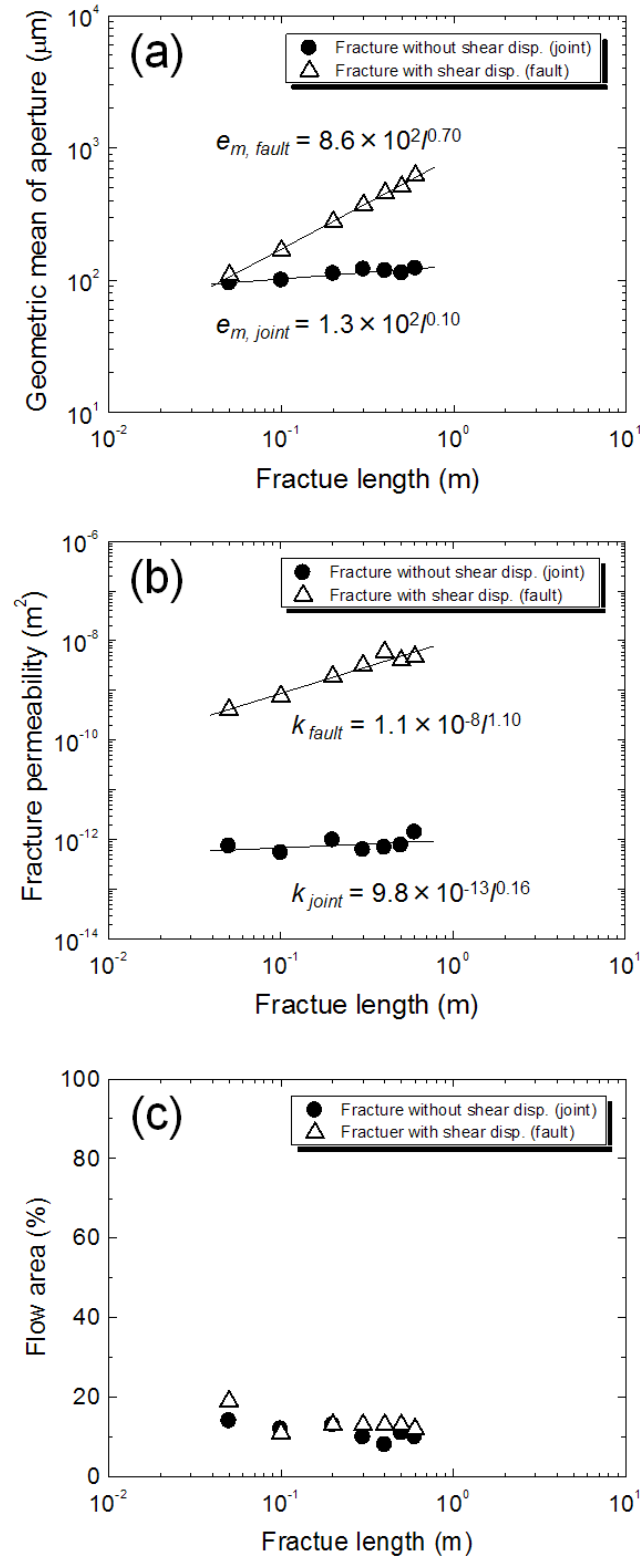 (a)
Fracture without shear disp. (joint)
Fracture with shear disp. (fault)
e_{m, fault} = 8.6 × 10^2 l^{0.70}
e_{m, joint} = 1.3 × 10^2 l^{0.10}
Geometric mean of aperture (μm)
10^4
10^3
10^2
10^1
10^{-2} 10^{-1} 10^0 10^1
Fractue length (m)
(b)
Fracture without shear disp. (joint)
Fracture with shear disp. (fault)
k_{fault} = 1.1 × 10^{-8} l^{1.10}
k_{joint} = 9.8 × 10^{-13} l^{0.16}
Fracture permeability (m^2)
10^{-6}
10^{-8}
10^{-10}
10^{-12}
10^{-14}
10^{-2} 10^{-1} 10^0 10^1
Fractue length (m)
(c)
Fracture without shear disp. (joint)
Fractuer with shear disp. (fault)
Flow area (%)
100
80
60
40
20
0
10^{-2} 10^{-1} 10^0 10^1
Fractue length (m)